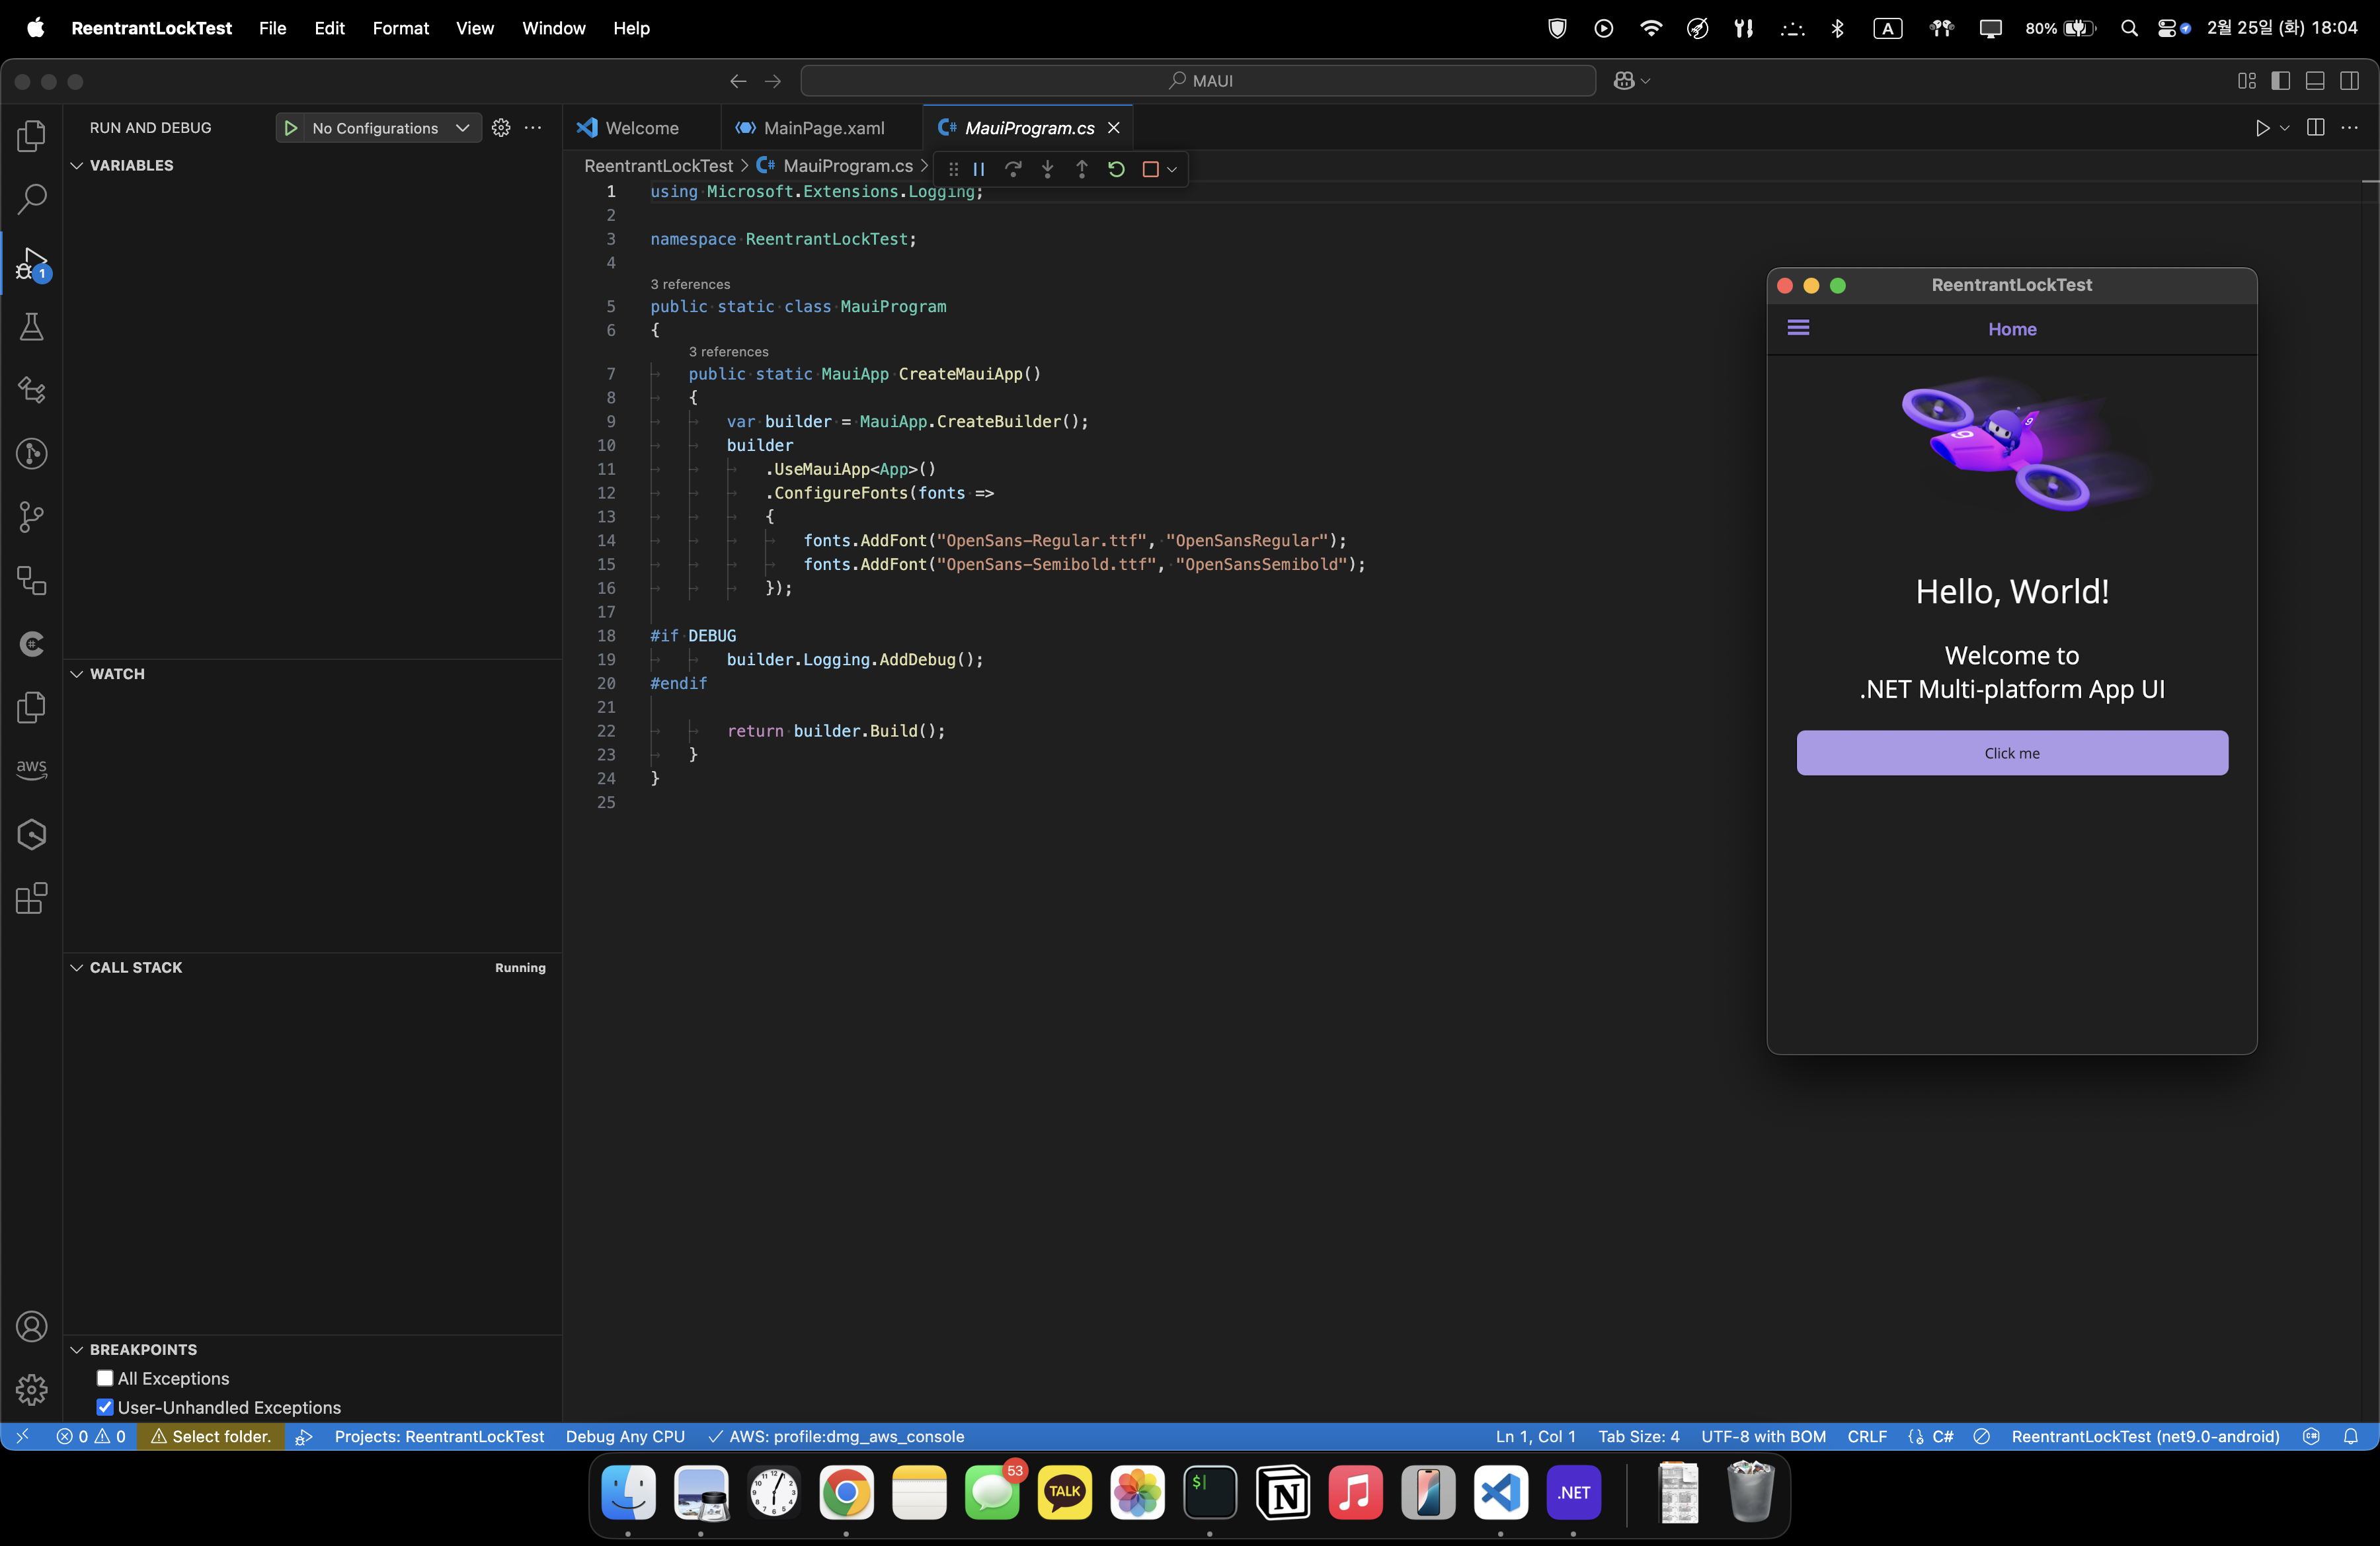 ReentrantLockTest File Edit Format View Window Help
A 80% 2월 25일 (화) 18:04
MAUI
RUN AND DEBUG No Configurations
Welcome MainPage.xaml C# MauiProgram.cs
VARIABLES
ReentrantLockTest > C# MauiProgram.cs >
1 using Microsoft.Extensions.Logging;
2
3 namespace ReentrantLockTest;
4
3 references
5 public static class MauiProgram
6 {
3 references
7 public static MauiApp CreateMauiApp()
8 {
9 var builder = MauiApp.CreateBuilder();
10 builder
11 .UseMauiApp<App>()
12 .ConfigureFonts(fonts =>
13 {
14 fonts.AddFont("OpenSans-Regular.ttf", "OpenSansRegular");
15 fonts.AddFont("OpenSans-Semibold.ttf", "OpenSansSemibold");
16 });
17
18 #if DEBUG
19 builder.Logging.AddDebug();
20 #endif
21
22 return builder.Build();
23 }
24 }
25
1
aws
WATCH
CALL STACK Running
BREAKPOINTS
All Exceptions
User-Unhandled Exceptions
ReentrantLockTest
Home
9
9
Hello, World!
Welcome to
.NET Multi-platform App UI
Click me
0 0 Select folder. Projects: ReentrantLockTest Debug Any CPU AWS: profile:dmg_aws_console Ln 1, Col 1 Tab Size: 4 UTF-8 with BOM CRLF C# ReentrantLockTest (net9.0-android)
53
TALK
$
N
.NET